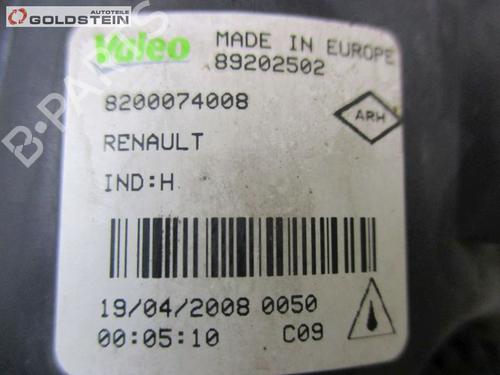 AUTOTEILE
GOLDSTEIN
Valeo
MADE IN EUROPE
89202502
8200074008
ARH
RENAULT
IND:H
19/04/2008 0050
00:05:10 C09